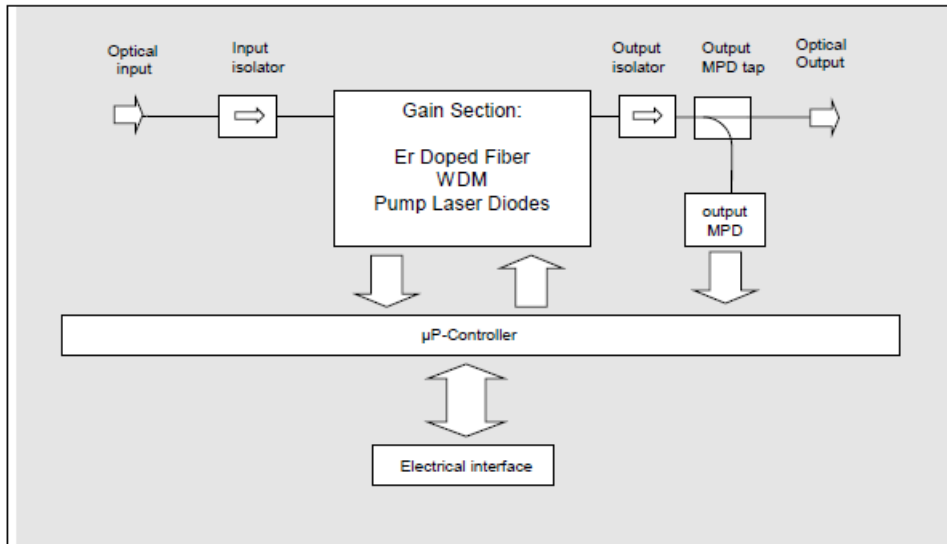 Optical
input
Input
isolator
Output
isolator
Output
MPD tap
Optical
Output
Gain Section:
Er Doped Fiber
WDM
Pump Laser Diodes
output
MPD
µP-Controller
Electrical interface